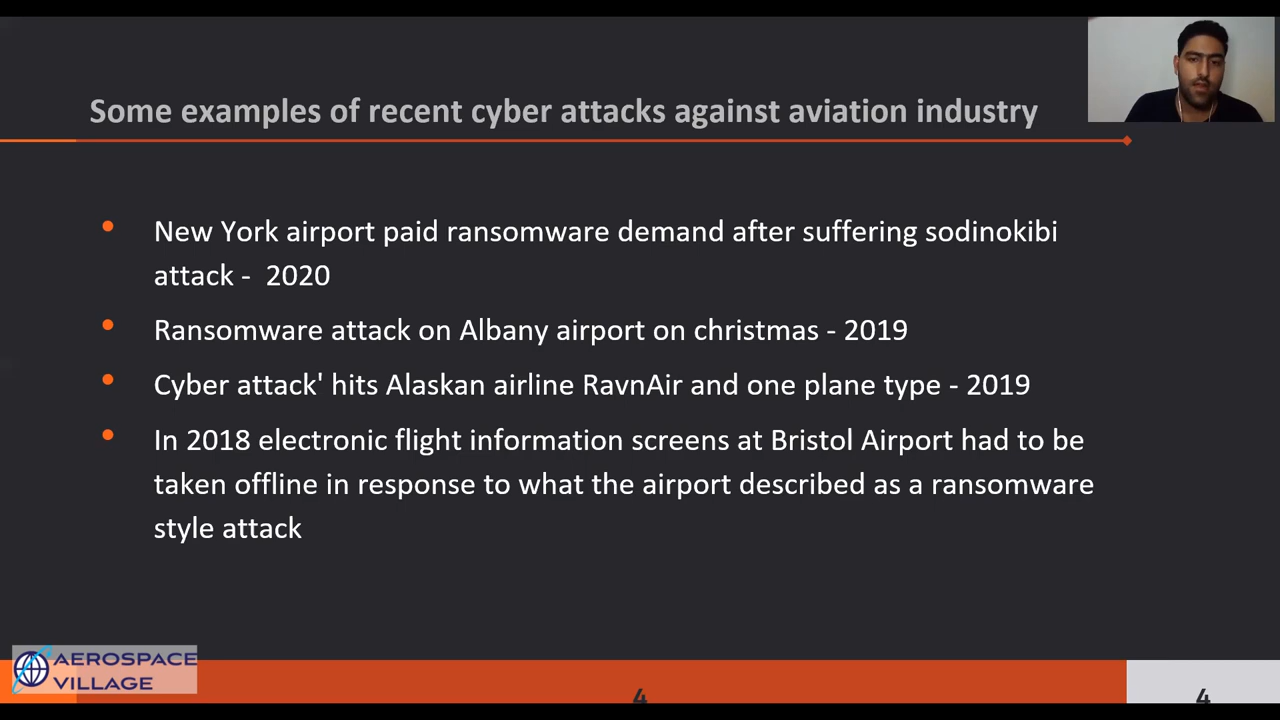 Some examples of recent cyber attacks against aviation industry
New York airport paid ransomware demand after suffering sodinokibi
attack -  2020
Ransomware attack on Albany airport on christmas - 2019
Cyber attack' hits Alaskan airline RavnAir and one plane type - 2019
In 2018 electronic flight information screens at Bristol Airport had to be
taken offline in response to what the airport described as a ransomware
style attack
AEROSPACE
VILLAGE
4
4